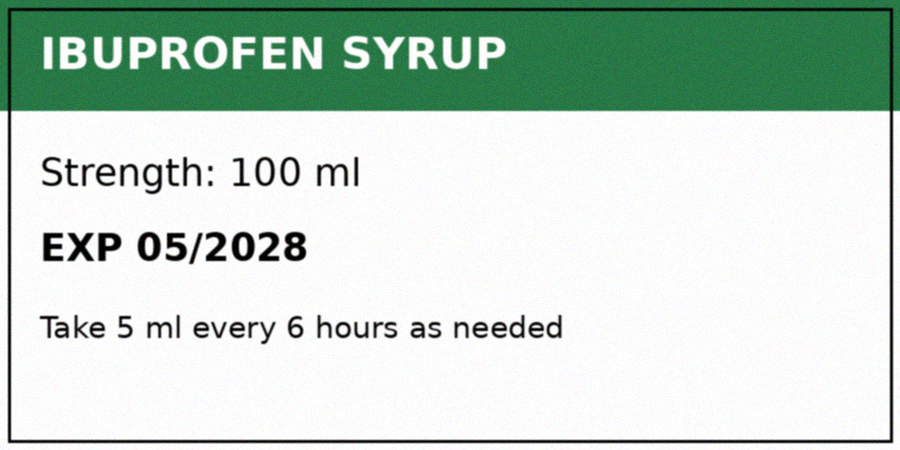 IBUPROFEN SYRUP
Strength: 100 ml
EXP 05/2028
Take 5 ml every 6 hours as needed